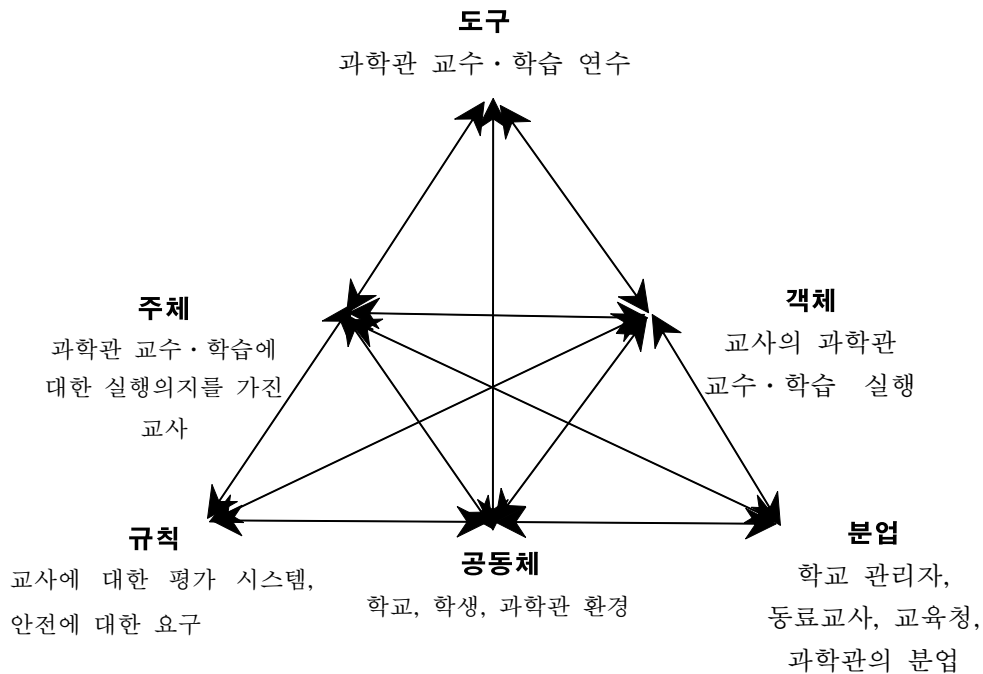 도구
과학관 교수・학습 연수
주체
과학관 교수・학습에
대한 실행의지를 가진
교사
객체
교사의 과학관
교수・학습 실행
규칙
교사에 대한 평가 시스템,
안전에 대한 요구
공동체
학교, 학생, 과학관 환경
분업
학교 관리자,
동료교사, 교육청,
과학관의 분업